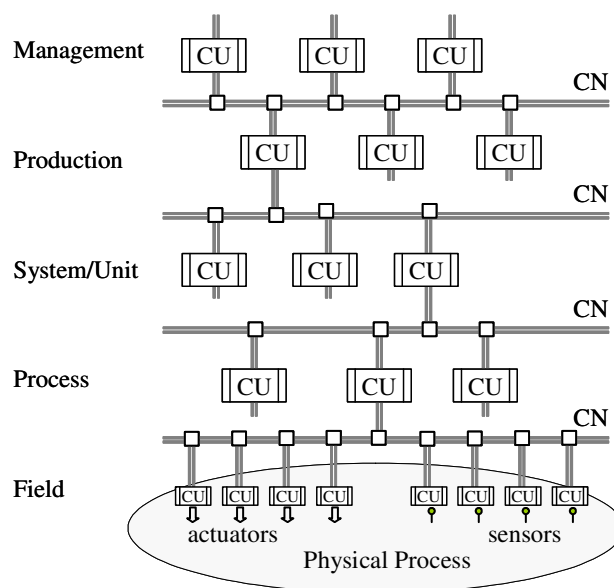 Management
CU CU CU
CN
Production
CU CU CU
CN
System/Unit
CU CU CU
CN
Process
CU CU CU
CN
Field
CU CU CU CU CU CU CU CU
actuators sensors
Physical Process